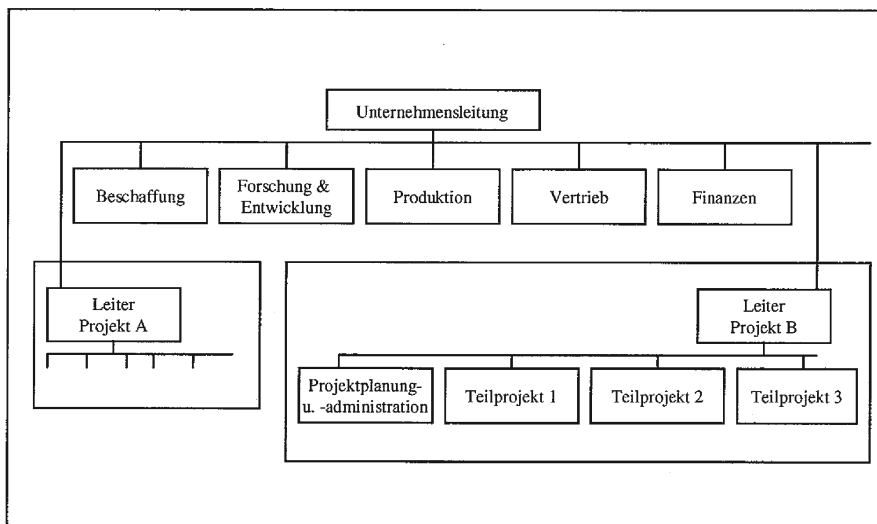 Unternehmensleitung
Beschaffung
Forschung &
Entwicklung
Produktion
Vertrieb
Finanzen
Leiter
Projekt A
Leiter
Projekt B
Projektplanung-
u. -administration
Teilprojekt 1
Teilprojekt 2
Teilprojekt 3